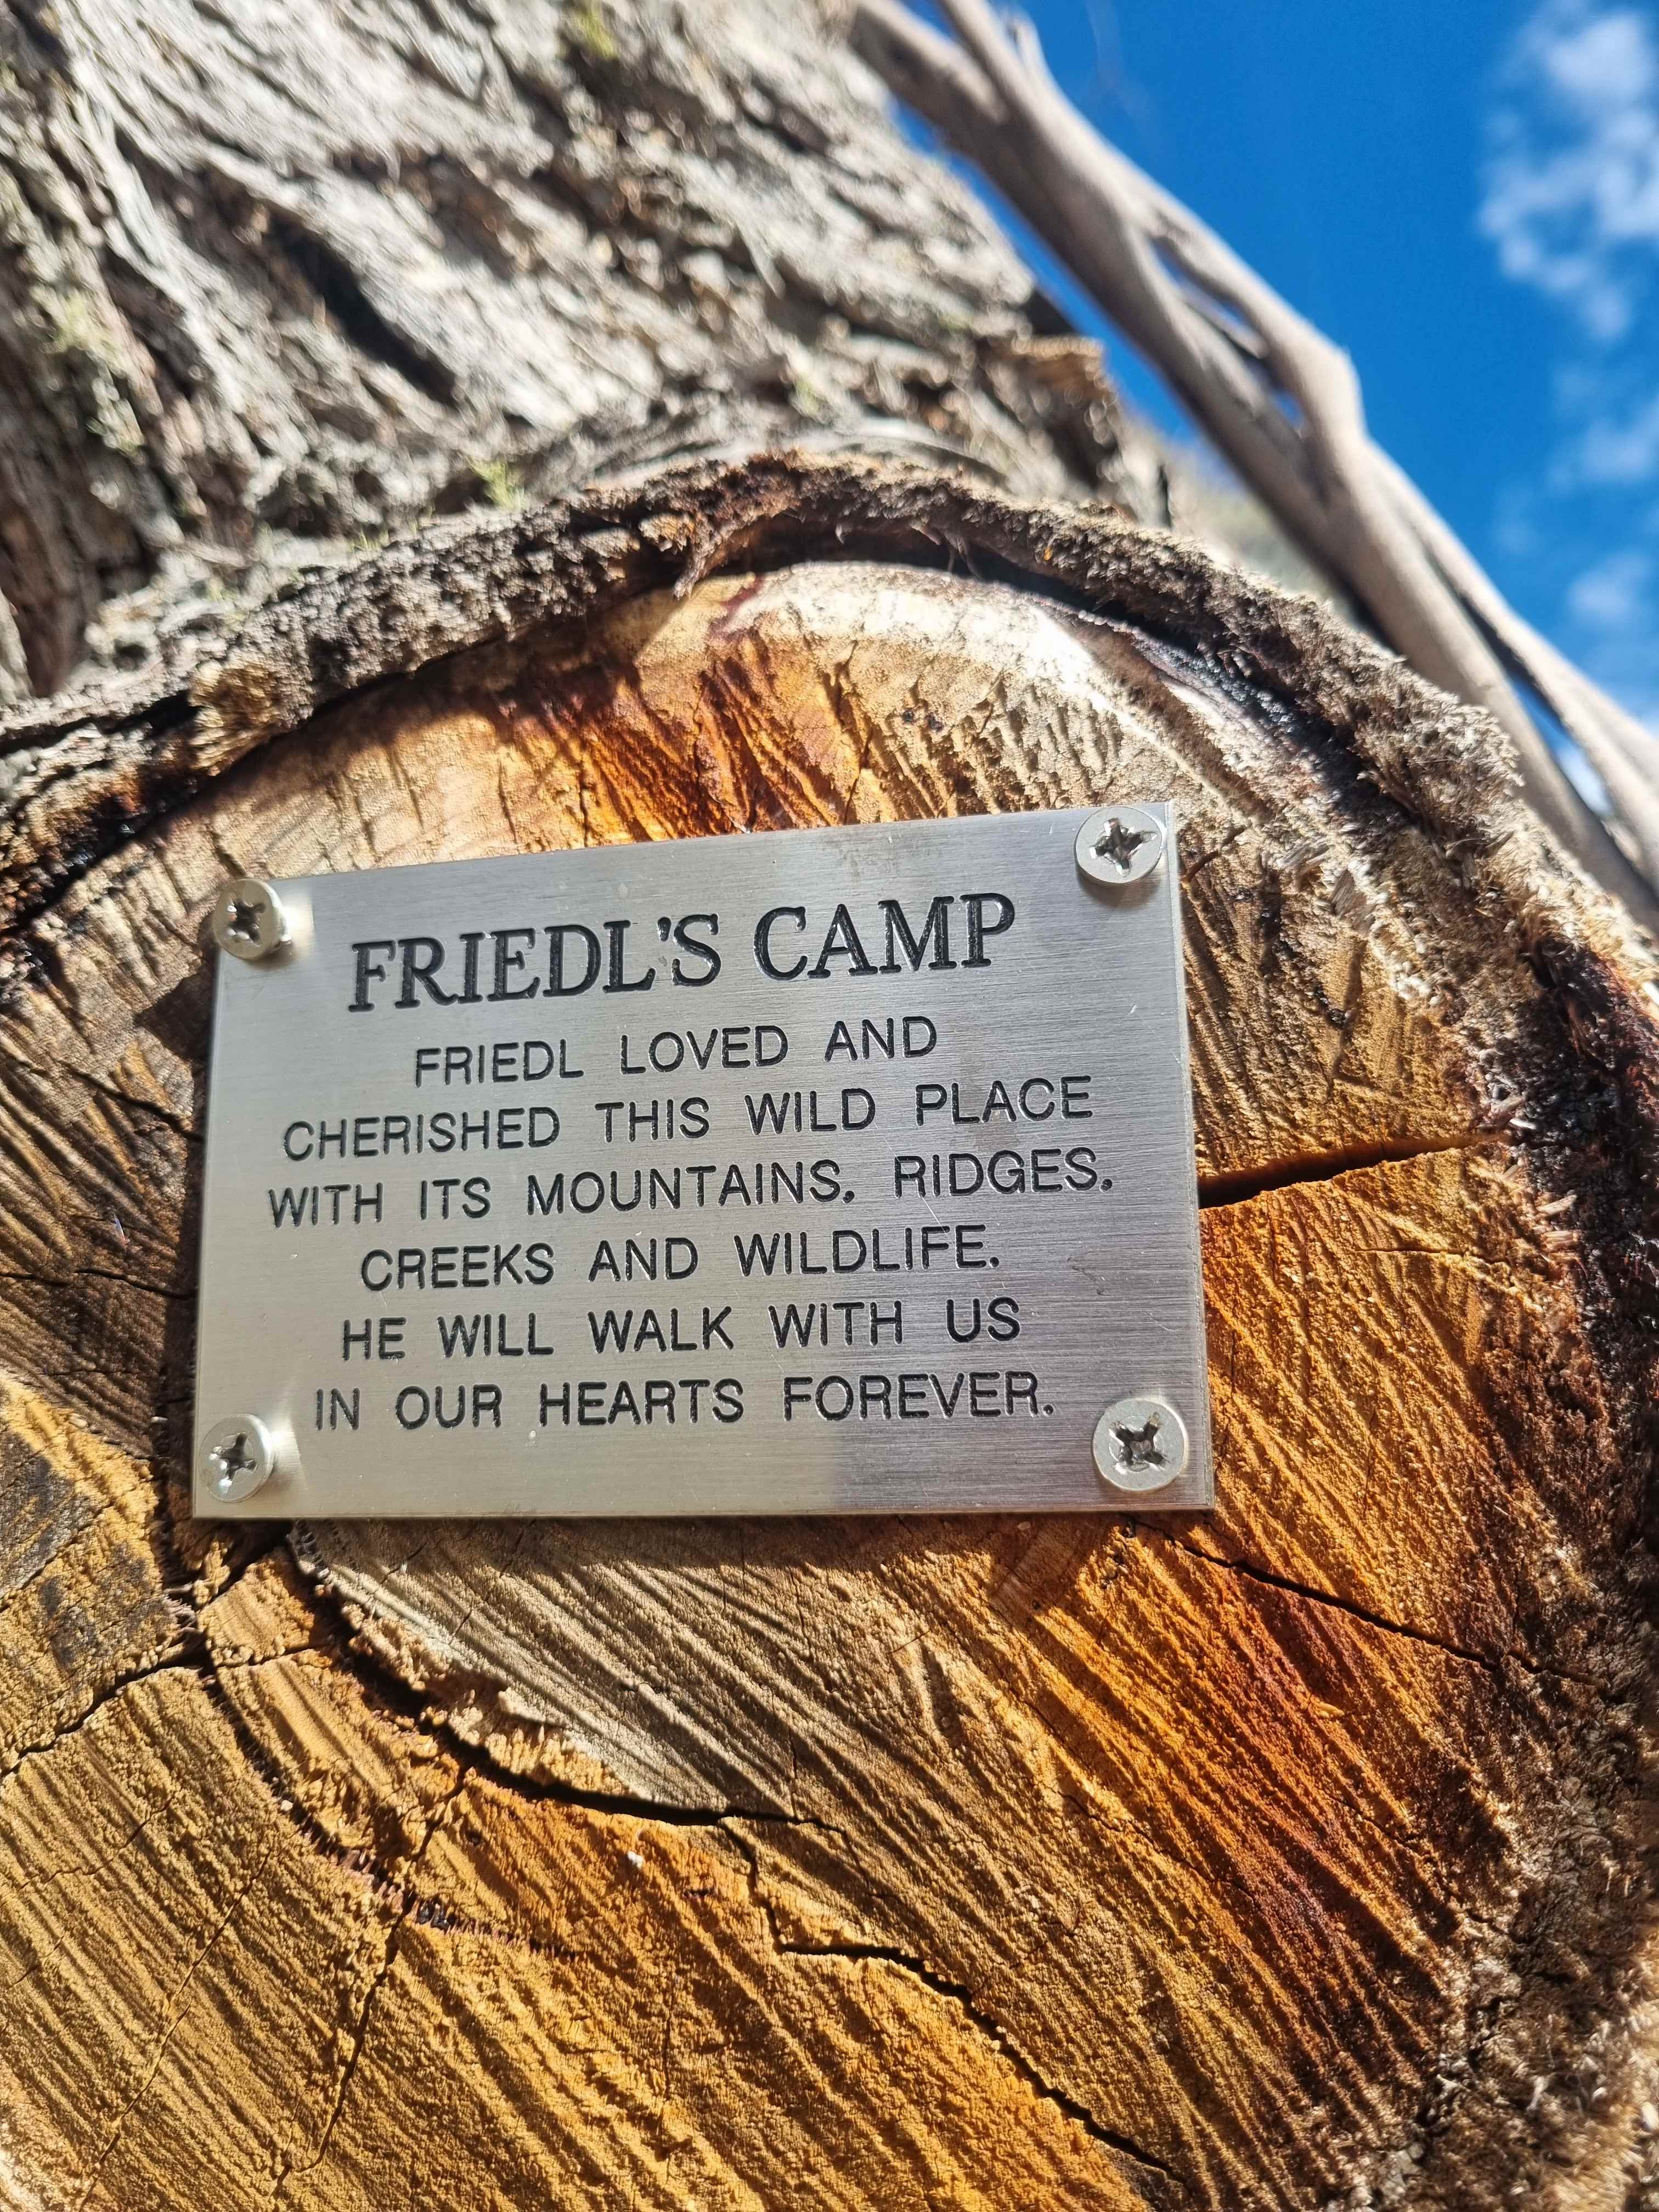 FRIEDL'S CAMP
FRIEDL LOVED AND
CHERISHED THIS WILD PLACE
WITH ITS MOUNTAINS, RIDGES,
CREEKS AND WILDLIFE.
HE WILL WALK WITH US
IN OUR HEARTS FOREVER.